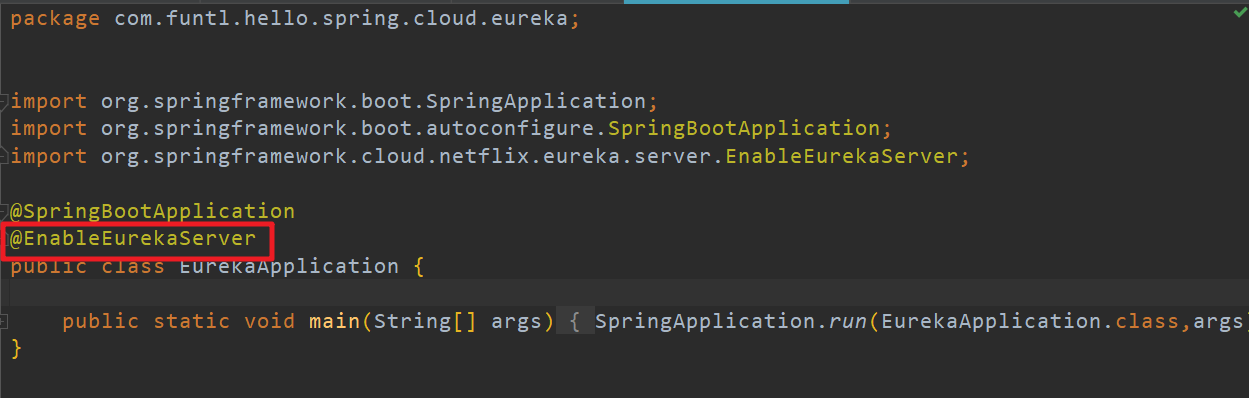 package com.funtl.hello.spring.cloud.eureka;
import org.springframework.boot.SpringApplication;
import org.springframework.boot.autoconfigure.SpringBootApplication;
import org.springframework.cloud.netflix.eureka.server.EnableEurekaServer;
@SpringBootApplication
@EnableEurekaServer
public class EurekaApplication {
public static void main(String[] args) { SpringApplication.run(EurekaApplication.class,args)
}